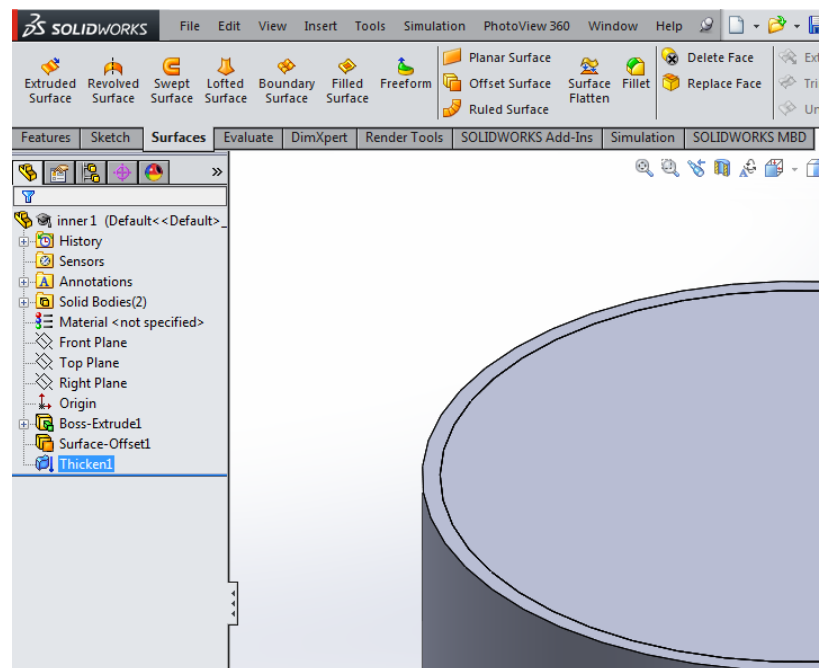 SOLIDWORKS File Edit View Insert Tools Simulation PhotoView 360 Window Help
Extruded Surface
Revolved Surface
Swept Surface
Lofted Surface
Boundary Surface
Filled Surface
Freeform
Planar Surface
Offset Surface
Ruled Surface
Surface Flatten
Fillet
Delete Face
Replace Face
Features Sketch Surfaces Evaluate DimXpert Render Tools SOLIDWORKS Add-Ins Simulation SOLIDWORKS MBD
»
inner1 (Default<<Default>_
History
Sensors
Annotations
Solid Bodies(2)
Material <not specified>
Front Plane
Top Plane
Right Plane
Origin
Boss-Extrude1
Surface-Offset1
Thicken1